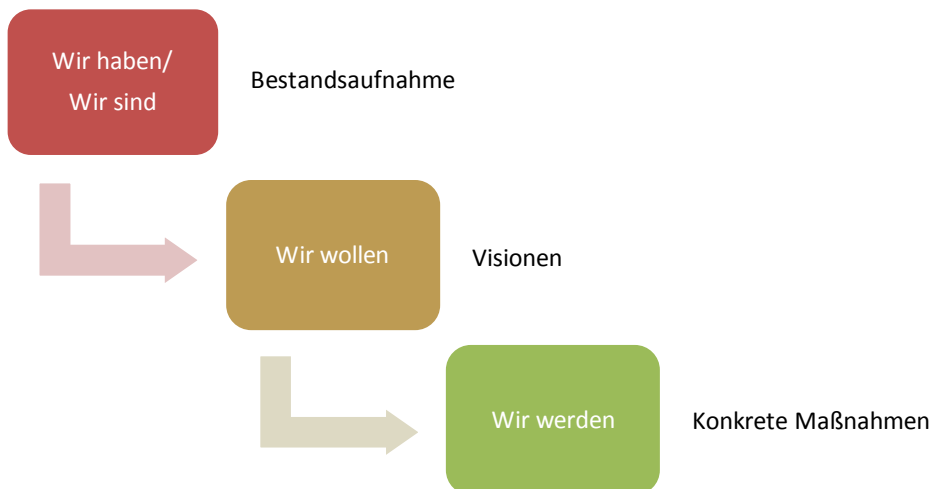 Wir haben/
Wir sind
Bestandsaufnahme
Wir wollen
Visionen
Wir werden
Konkrete Maßnahmen